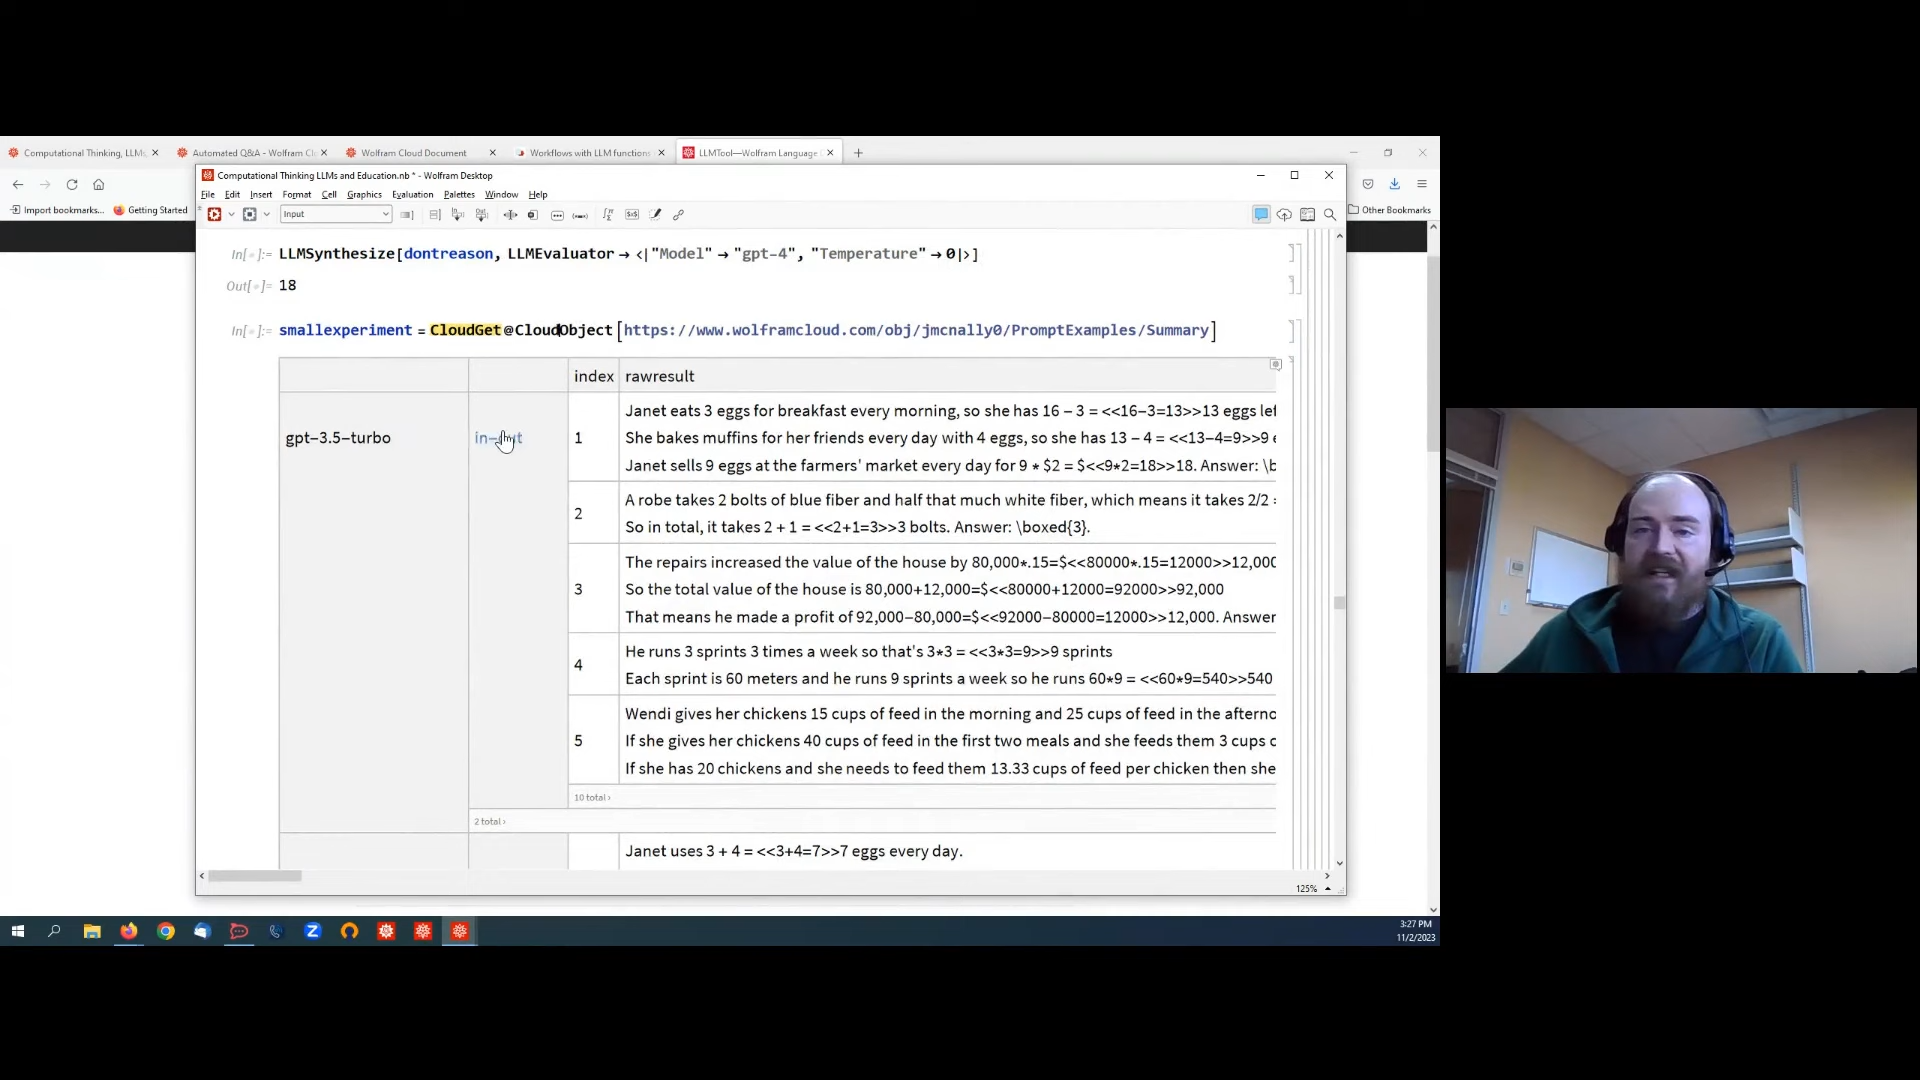 Computational Thinking, LLMs
Automated Q&A - Wolfram Cl
Wolfram Cloud Document
Workflows with LLM functions
LLMTool—Wolfram Language
Computational Thinking LLMs and Education.nb * - Wolfram Desktop
File Edit Insert Format Cell Graphics Evaluation Palettes Window Help
Import bookmarks...
Getting Started
Input
Other Bookmarks
In[∘]:= LLMSynthesize[dontreason, LLMEvaluator → <|"Model" → "gpt-4", "Temperature" → 0|>]
Out[∘]= 18
In[∘]:= smallexperiment = CloudGet@CloudObject[https://www.wolframcloud.com/obj/jmcnally0/PromptExamples/Summary]
index rawresult
gpt-3.5-turbo
1
Janet eats 3 eggs for breakfast every morning, so she has 16 – 3 = <<16–3=13>>13 eggs lef
She bakes muffins for her friends every day with 4 eggs, so she has 13 – 4 = <<13–4=9>>9 e
Janet sells 9 eggs at the farmers' market every day for 9 * $2 = $<<9*2=18>>18. Answer: \b
2
A robe takes 2 bolts of blue fiber and half that much white fiber, which means it takes 2/2 =
So in total, it takes 2 + 1 = <<2+1=3>>3 bolts. Answer: \boxed{3}.
3
The repairs increased the value of the house by 80,000*.15=$<<80000*.15=12000>>12,000
So the total value of the house is 80,000+12,000=$<<80000+12000=92000>>92,000
That means he made a profit of 92,000–80,000=$<<92000–80000=12000>>12,000. Answer
4
He runs 3 sprints 3 times a week so that's 3*3 = <<3*3=9>>9 sprints
Each sprint is 60 meters and he runs 9 sprints a week so he runs 60*9 = <<60*9=540>>540
5
Wendi gives her chickens 15 cups of feed in the morning and 25 cups of feed in the afterno
If she gives her chickens 40 cups of feed in the first two meals and she feeds them 3 cups o
If she has 20 chickens and she needs to feed them 13.33 cups of feed per chicken then she
10 total ›
2 total ›
Janet uses 3 + 4 = <<3+4=7>>7 eggs every day.
125%
3:27 PM
11/2/2023